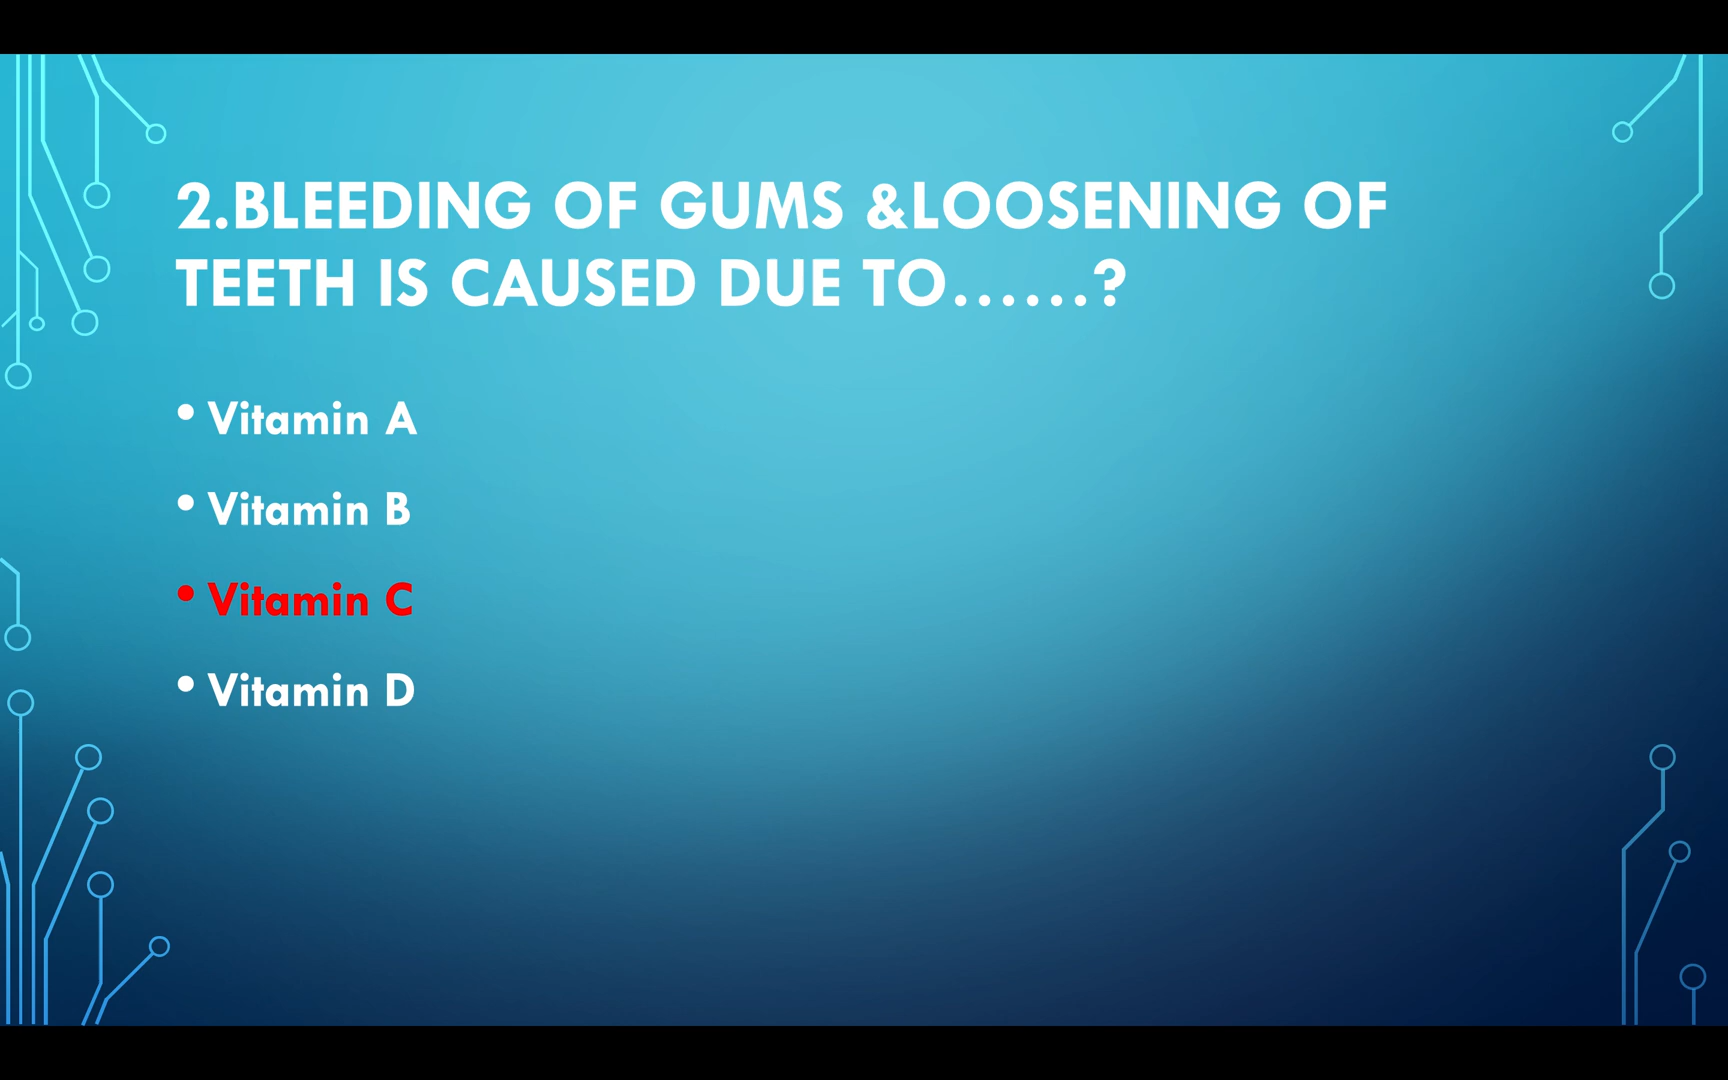 2.BLEEDING OF GUMS &LOOSENING OF
TEETH IS CAUSED DUE TO......?
• Vitamin A
• Vitamin B
• Vitamin C
• Vitamin D